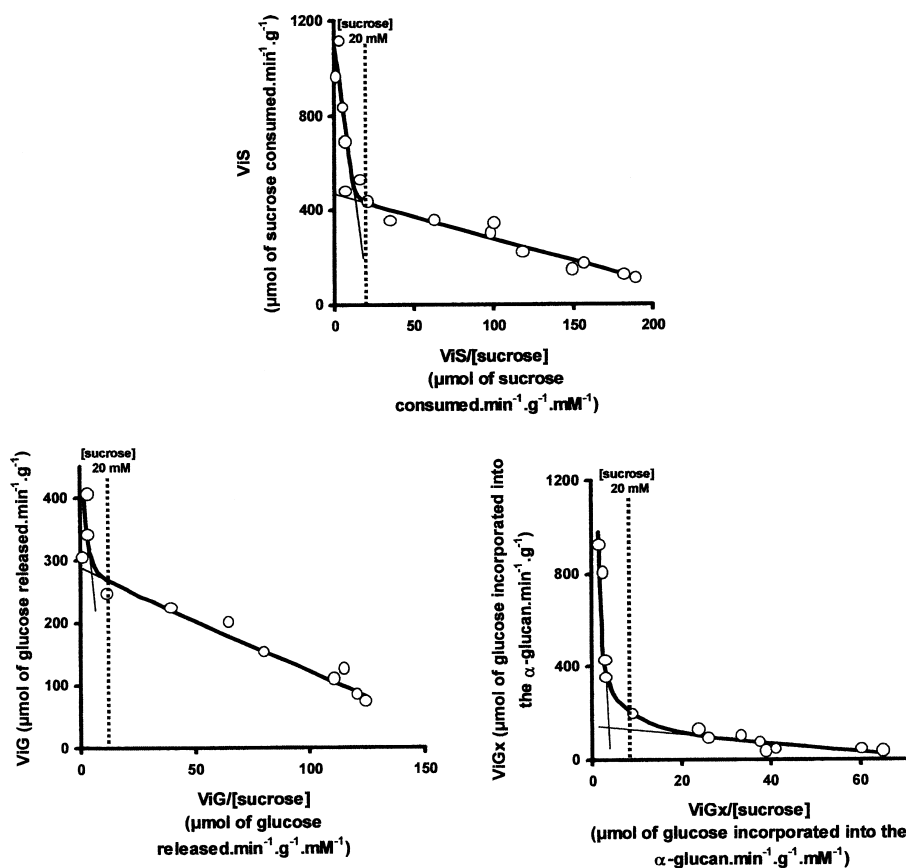 [sucrose]
20 mM
1200
800
400
0
ViS
(µmol of sucrose consumed.min⁻¹.g⁻¹)
0 50 100 150 200
ViS/[sucrose]
(µmol of sucrose
consumed.min⁻¹.g⁻¹.mM⁻¹)
[sucrose]
20 mM
400
300
200
100
0
ViG (µmol of glucose released.min⁻¹.g⁻¹)
0 50 100 150
ViG/[sucrose]
(µmol of glucose
released.min⁻¹.g⁻¹.mM⁻¹)
[sucrose]
20 mM
1200
800
400
0
ViGx (µmol of glucose incorporated into
the α-glucan.min⁻¹.g⁻¹)
0 20 40 60
ViGx/[sucrose]
(µmol of glucose incorporated into the
α-glucan.min⁻¹.g⁻¹.mM⁻¹)